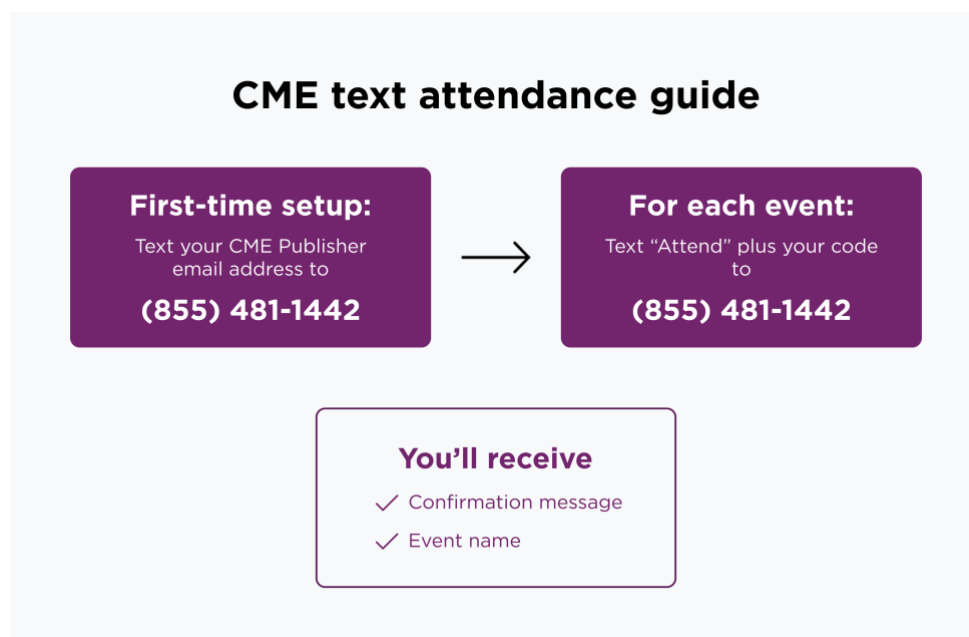 CME text attendance guide
First-time setup:
Text your CME Publisher
email address to
(855) 481-1442
For each event:
Text “Attend” plus your code
to
(855) 481-1442
You’ll receive
Confirmation message
Event name